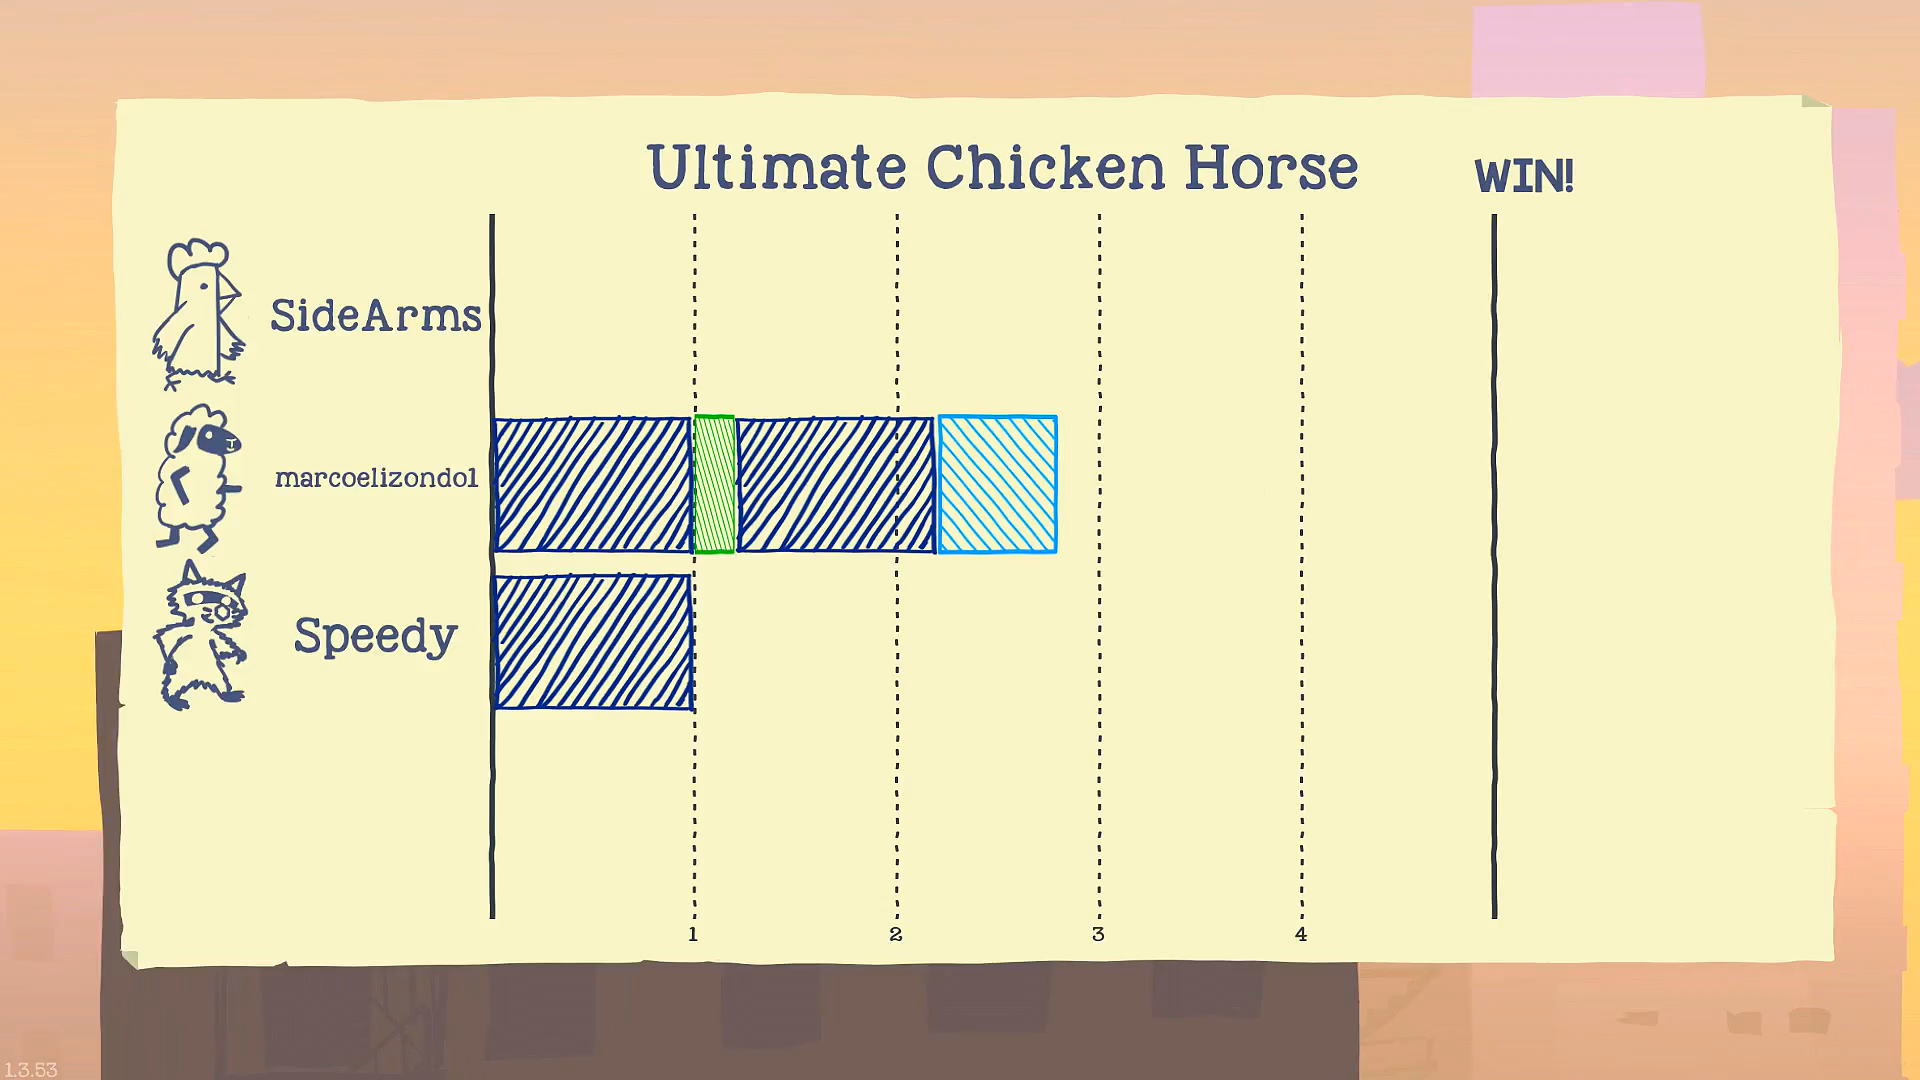 Ultimate Chicken Horse
WIN!
SideArms
marcoelizondo1
Speedy
1 2 3 4
1.3.53